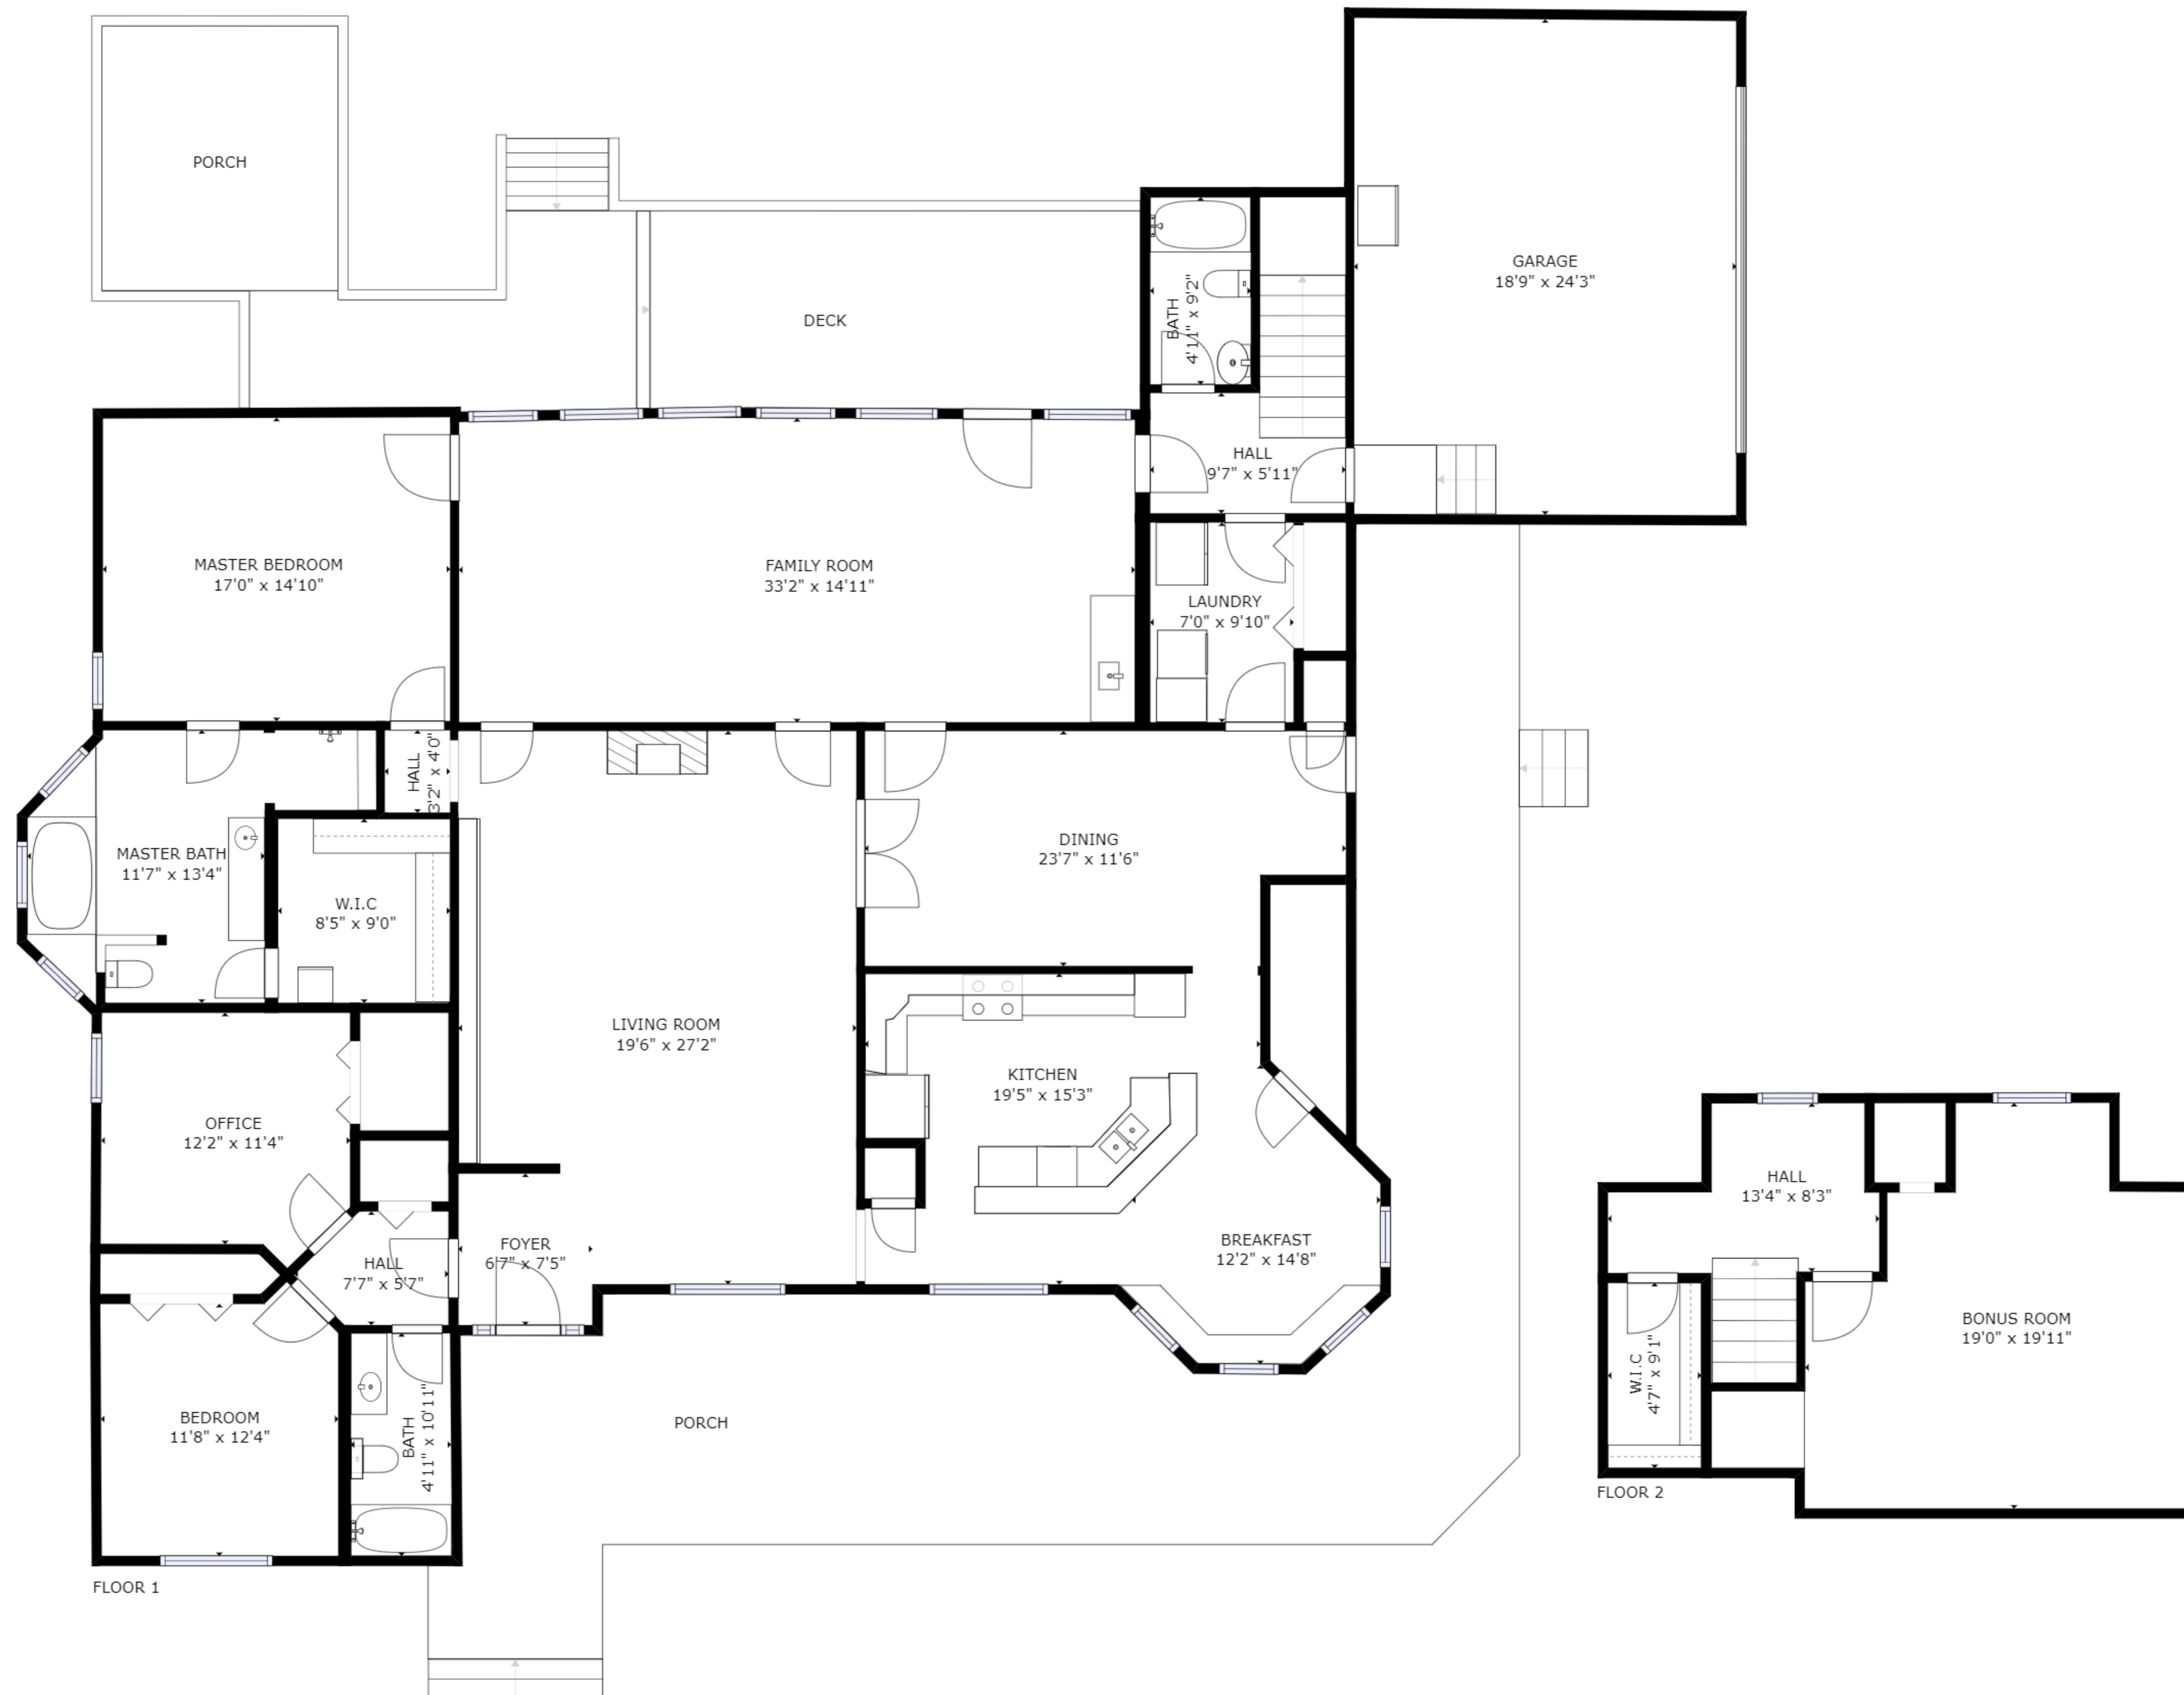 PORCH
GARAGE
18'9" x 24'3"
DECK
BATH
4'11" x 9'2"
HALL
9'7" x 5'11"
MASTER BEDROOM
17'0" x 14'10"
FAMILY ROOM
33'2" x 14'11"
LAUNDRY
7'0" x 9'10"
HALL
3'2" x 4'0"
MASTER BATH
11'7" x 13'4"
W.I.C
8'5" x 9'0"
DINING
23'7" x 11'6"
LIVING ROOM
19'6" x 27'2"
KITCHEN
19'5" x 15'3"
OFFICE
12'2" x 11'4"
HALL
7'7" x 5'7"
FOYER
6'7" x 7'5"
BREAKFAST
12'2" x 14'8"
BEDROOM
11'8" x 12'4"
BATH
4'11" x 10'11"
PORCH
FLOOR 1
HALL
13'4" x 8'3"
BONUS ROOM
19'0" x 19'11"
W.I.C
4'7" x 9'1"
FLOOR 2